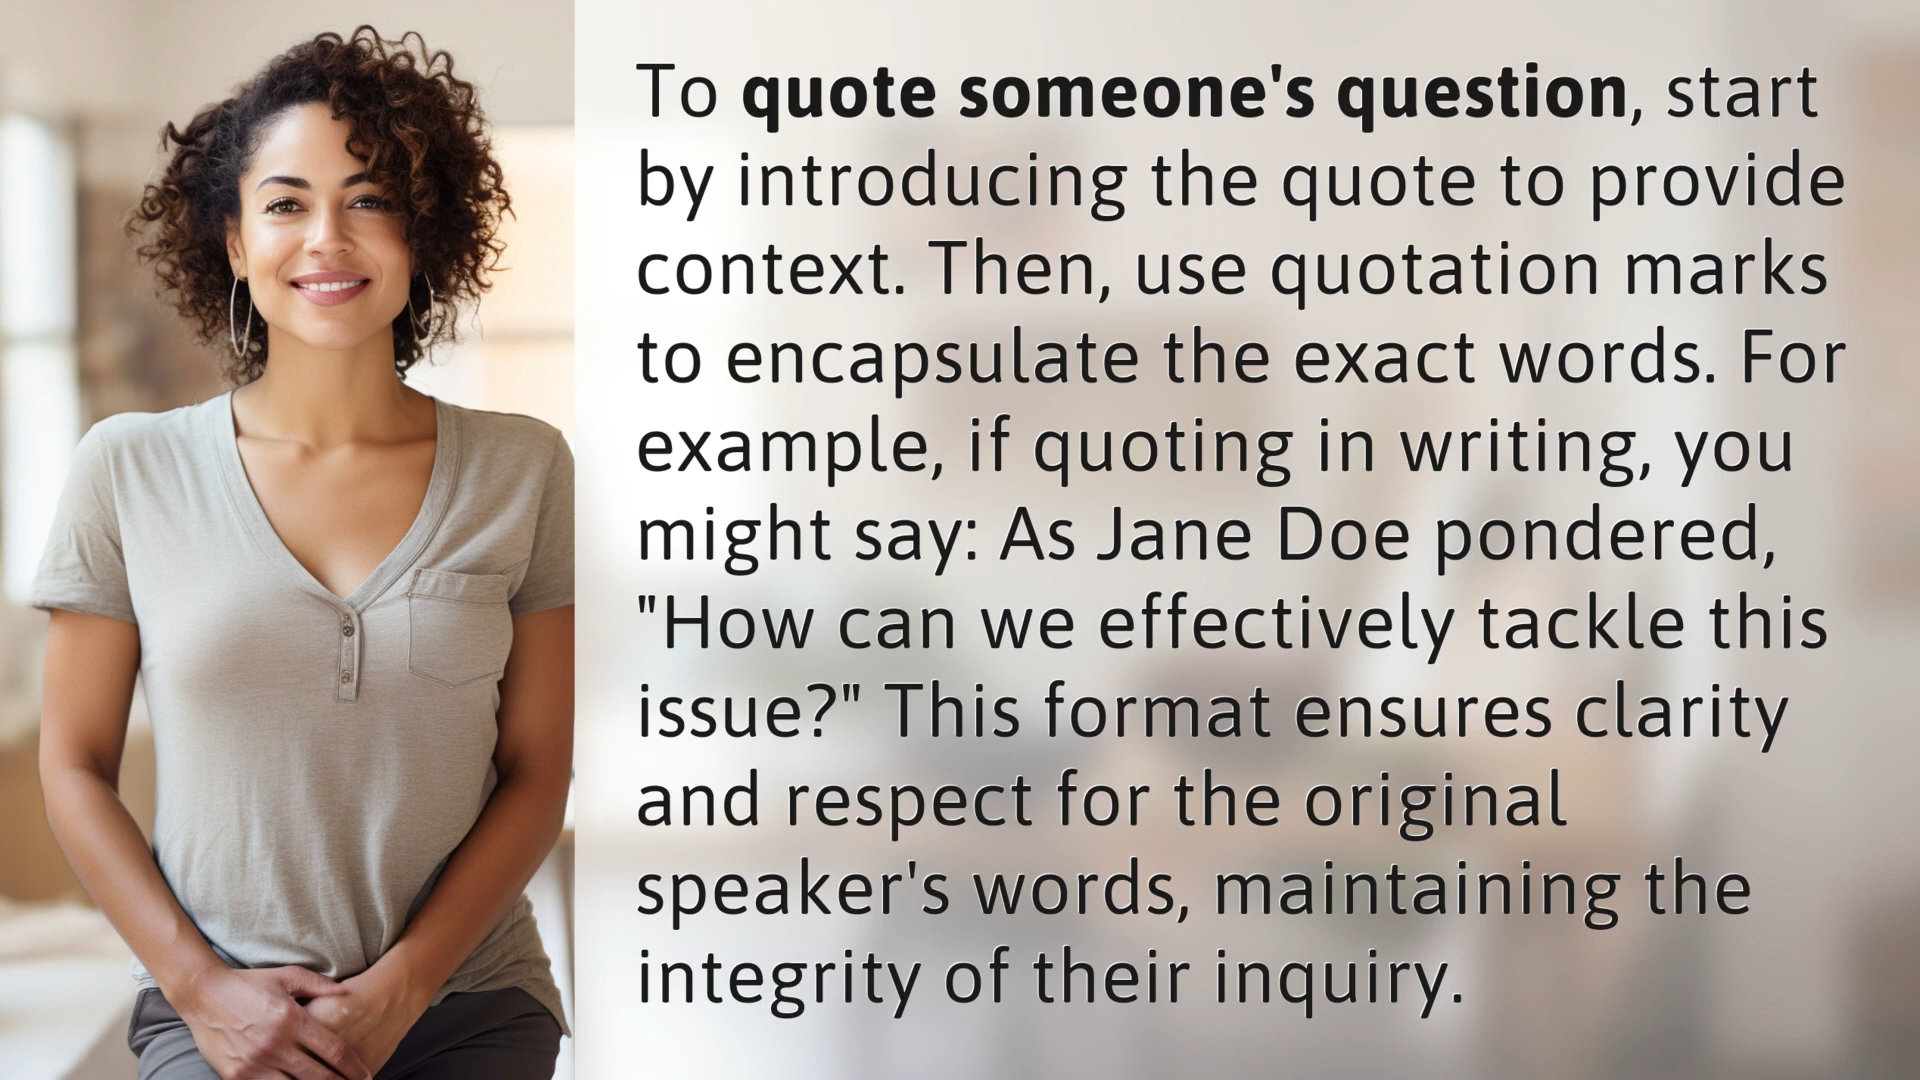 To quote someone's question, start
by introducing the quote to provide
context. Then, use quotation marks
to encapsulate the exact words. For
example, if quoting in writing, you
might say: As Jane Doe pondered,
"How can we effectively tackle this
issue?" This format ensures clarity
and respect for the original
speaker's words, maintaining the
integrity of their inquiry.